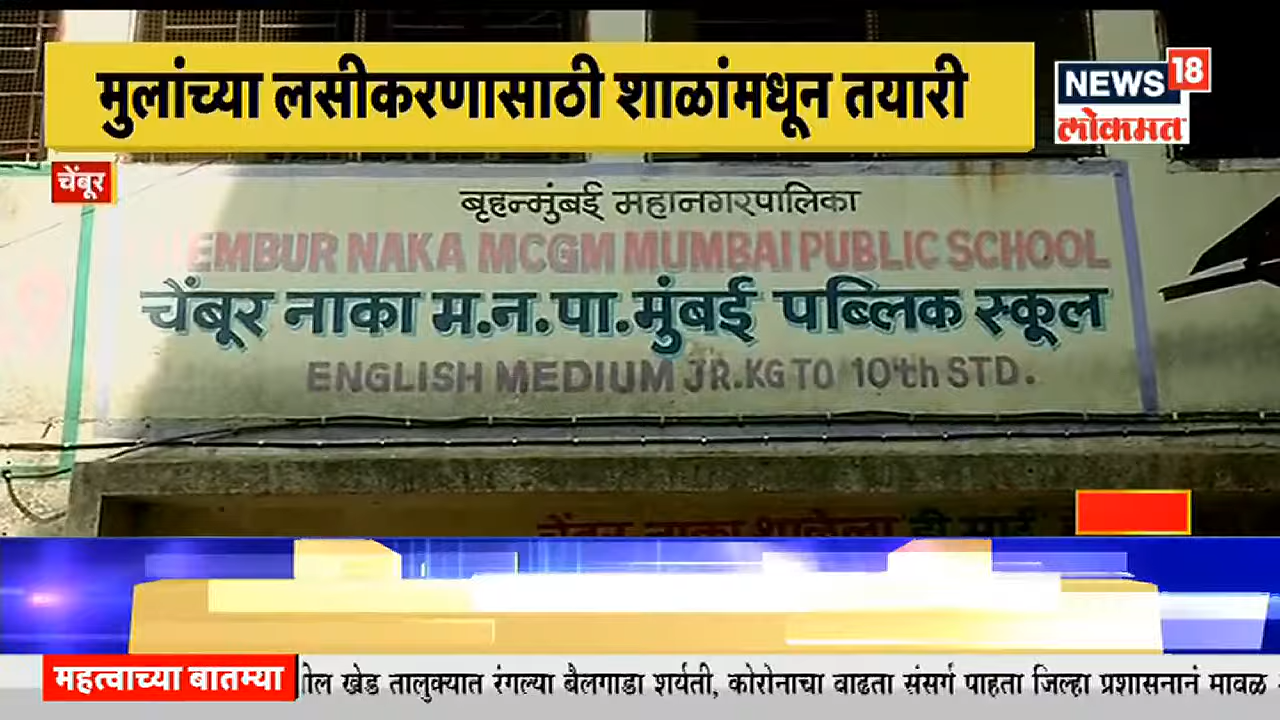 मुलांच्या लसीकरणासाठी शाळांमधून तयारी
NEWS 18
लोकमत
चेंबूर
बृहन्मुंबई महानगरपालिका
NAKA MCGM MUMBAI PUBLIC SCHOOL
चेंबूर नाका म.न.पा.मुंबई पब्लिक स्कूल
ENGLISH MEDIUM JR.KG TO 10th STD.
चेंबूर नाका शाळेला ही
महत्वाच्या बातम्या
खेड तालुक्यात रंगल्या बैलगाडा शर्यती, कोरोनाचा वाढता संसर्ग पाहता जिल्हा प्रशासनानं मावळ